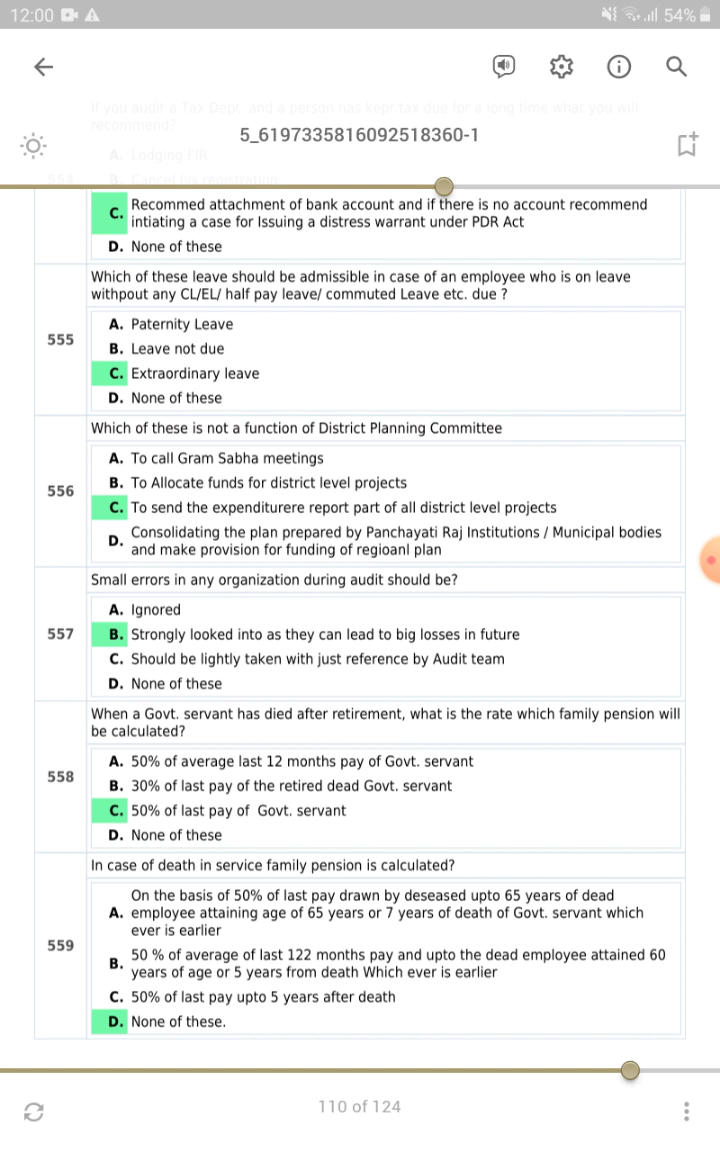 12:00
54%
If you audit a Tax Dept. and a person has kept tax due for a long time what you will
recommend?
5_6197335816092518360-1
A. Lodging FIR
554
B. Cancel his registration
C. Recommed attachment of bank account and if there is no account recommend
intiating a case for Issuing a distress warrant under PDR Act
D. None of these
Which of these leave should be admissible in case of an employee who is on leave
withpout any CL/EL/ half pay leave/ commuted Leave etc. due ?
555
A. Paternity Leave
B. Leave not due
C. Extraordinary leave
D. None of these
Which of these is not a function of District Planning Committee
556
A. To call Gram Sabha meetings
B. To Allocate funds for district level projects
C. To send the expenditurere report part of all district level projects
D. Consolidating the plan prepared by Panchayati Raj Institutions / Municipal bodies
and make provision for funding of regioanl plan
Small errors in any organization during audit should be?
557
A. Ignored
B. Strongly looked into as they can lead to big losses in future
C. Should be lightly taken with just reference by Audit team
D. None of these
When a Govt. servant has died after retirement, what is the rate which family pension will
be calculated?
558
A. 50% of average last 12 months pay of Govt. servant
B. 30% of last pay of the retired dead Govt. servant
C. 50% of last pay of Govt. servant
D. None of these
In case of death in service family pension is calculated?
559
On the basis of 50% of last pay drawn by deseased upto 65 years of dead
A. employee attaining age of 65 years or 7 years of death of Govt. servant which
ever is earlier
B. 50 % of average of last 122 months pay and upto the dead employee attained 60
years of age or 5 years from death Which ever is earlier
C. 50% of last pay upto 5 years after death
D. None of these.
110 of 124